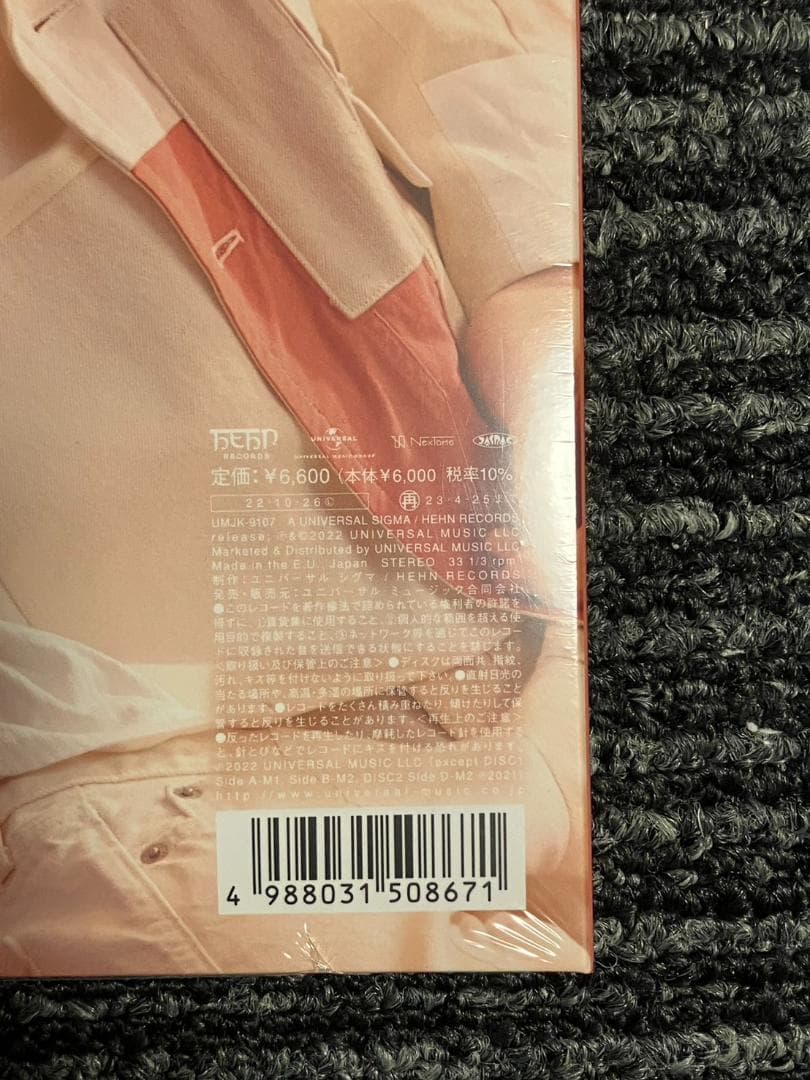 HEHN RECORDS UNIVERSAL UNIVERSAL MUSIC GROUP NexTone JASRAC
定価:¥6,600(本体¥6,000 税率10%)
22・10・26Ⓛ 再 23・4・25まで
UMJK-9107 A UNIVERSAL SIGMA / HEHN RECORDS
release; ℗&©2022 UNIVERSAL MUSIC LLC
Marketed & Distributed by UNIVERSAL MUSIC LLC
Made in the E.U., Japan STEREO 33 1/3 rpm
制作:ユニバーサル シグマ / HEHN RECORDS
発売・販売元:ユニバーサル ミュージック合同会社
●このレコードを著作権法で認められている権利者の許諾を
得ずに、①賃貸業に使用すること、②個人的な範囲を超える使
用目的で複製すること、③ネットワーク等を通じてこのレコー
ドに収録された音を送信できる状態にすることを禁じます。
<取り扱い及び保管上のご注意>●ディスクは両面共、指紋、
汚れ、キズ等を付けないように取り扱って下さい。●直射日光の
当たる場所や、高温・多湿の場所に保管すると反りを生じること
があります。●レコードをたくさん積み重ねたり、傾けたりして保
管すると反りを生じることがあります。<再生上のご注意>
●反ったレコードを再生したり、摩耗したレコード針を使用する
と、針とびなどでレコードにキスを付ける恐れがあります。
℗2022 UNIVERSAL MUSIC LLC (except DISC1
Side A-M1, Side B-M2, DISC2 Side D-M2 ℗2021)
http://www.universal-music.co.jp
4 988031 508671